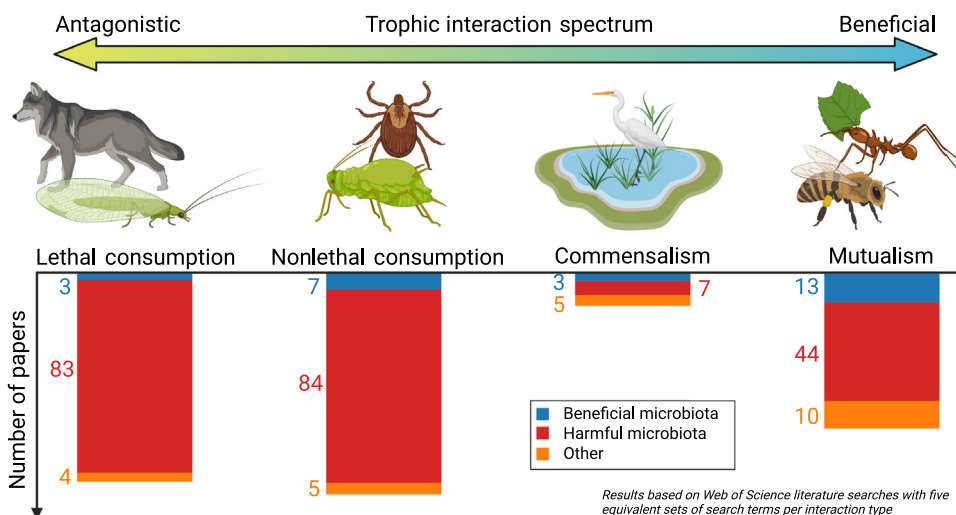 Antagonistic
Trophic interaction spectrum
Beneficial
Lethal consumption
Nonlethal consumption
Commensalism
Mutualism
Number of papers
3
83
4
7
84
5
3
7
5
13
44
10
Beneficial microbiota
Harmful microbiota
Other
Results based on Web of Science literature searches with five
equivalent sets of search terms per interaction type